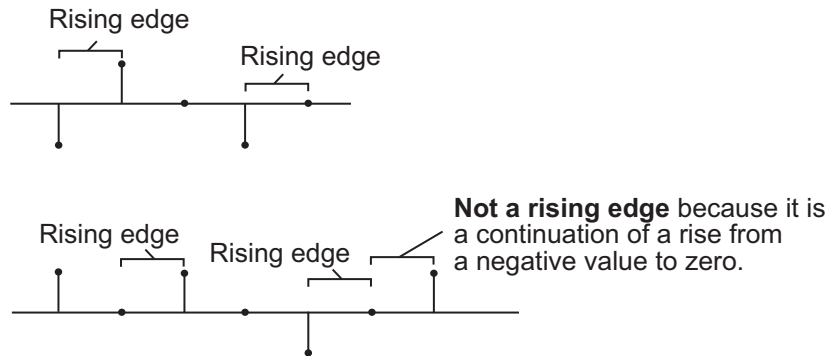 Rising edge
Rising edge
Not a rising edge because it is
a continuation of a rise from
a negative value to zero.
Rising edge
Rising edge